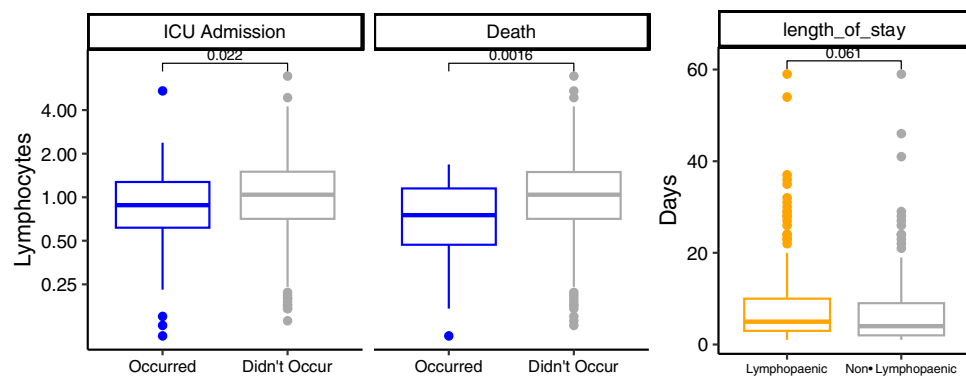 ICU Admission
Death
length_of_stay
0.022
0.0016
0.061
Lymphocytes
4.00
2.00
1.00
0.50
0.25
Occurred
Didn't Occur
Occurred
Didn't Occur
Days
60
40
20
0
Lymphopaenic
Non• Lymphopaenic